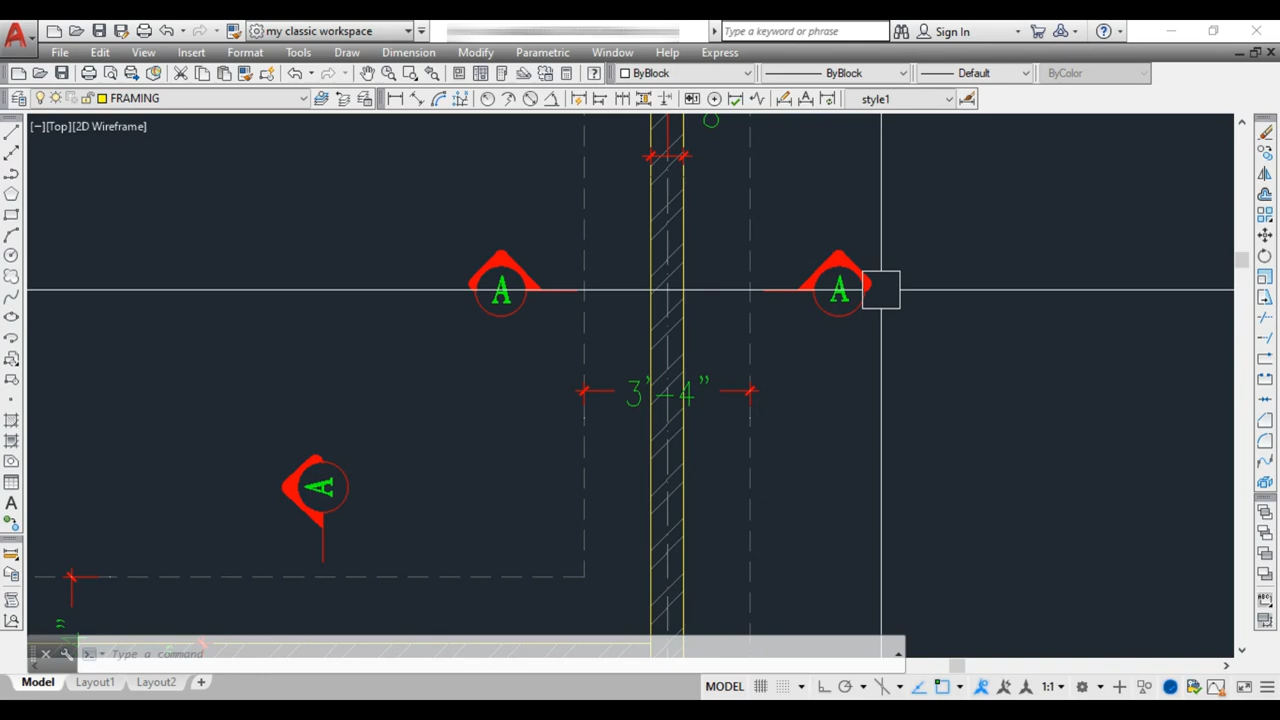 my classic workspace
Type a keyword or phrase
Sign In
File Edit View Insert Format Tools Draw Dimension Modify Parametric Window Help Express
ByBlock ByBlock Default ByColor
FRAMING style1
[−][Top][2D Wireframe]
A A
3'-4"
A
Type a command
Model Layout1 Layout2 + MODEL 1:1